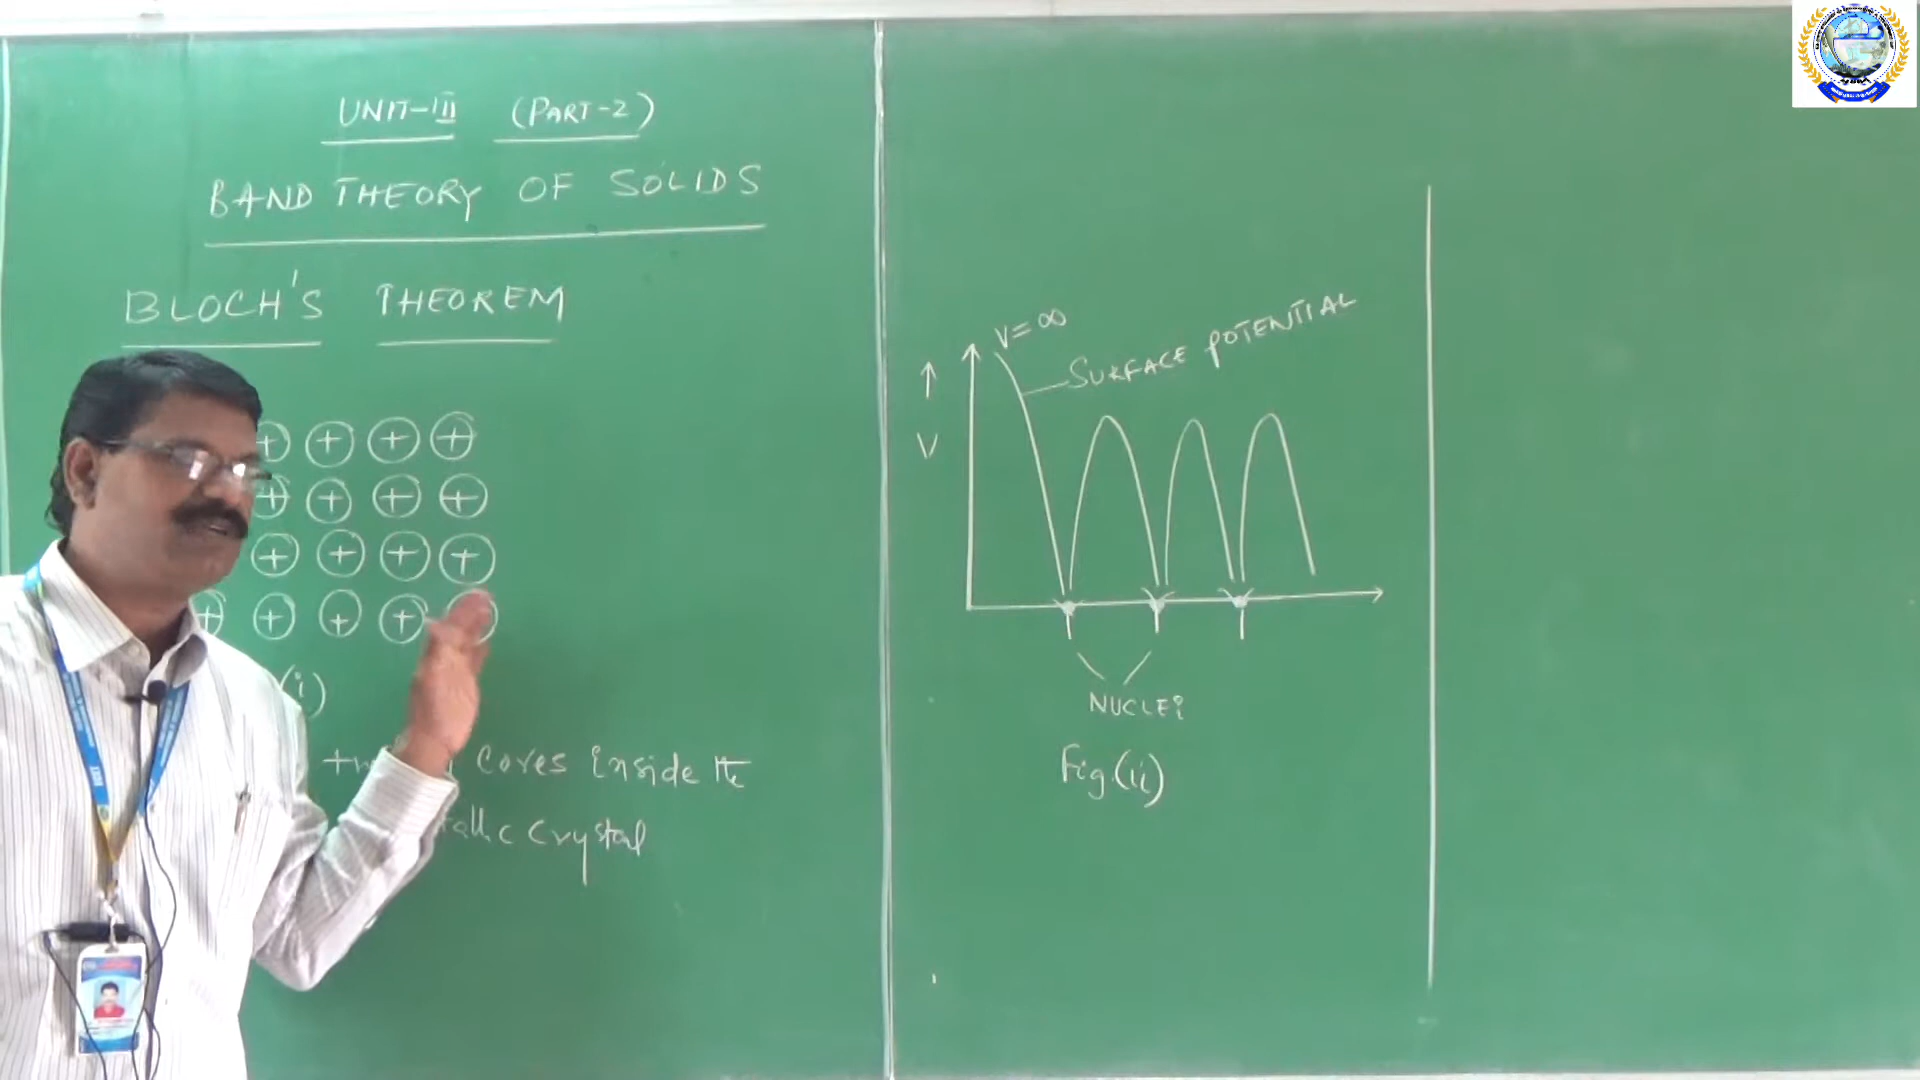 UNIT-III (PART-2)
BAND THEORY OF SOLIDS
BLOCH'S THEOREM
+ + + +
+ + + +
+ + + +
+ + + +
(i)
Cores Inside the
Crystal
V=∞
SURFACE POTENTIAL
↑
V
NUCLEi
Fig.(ii)